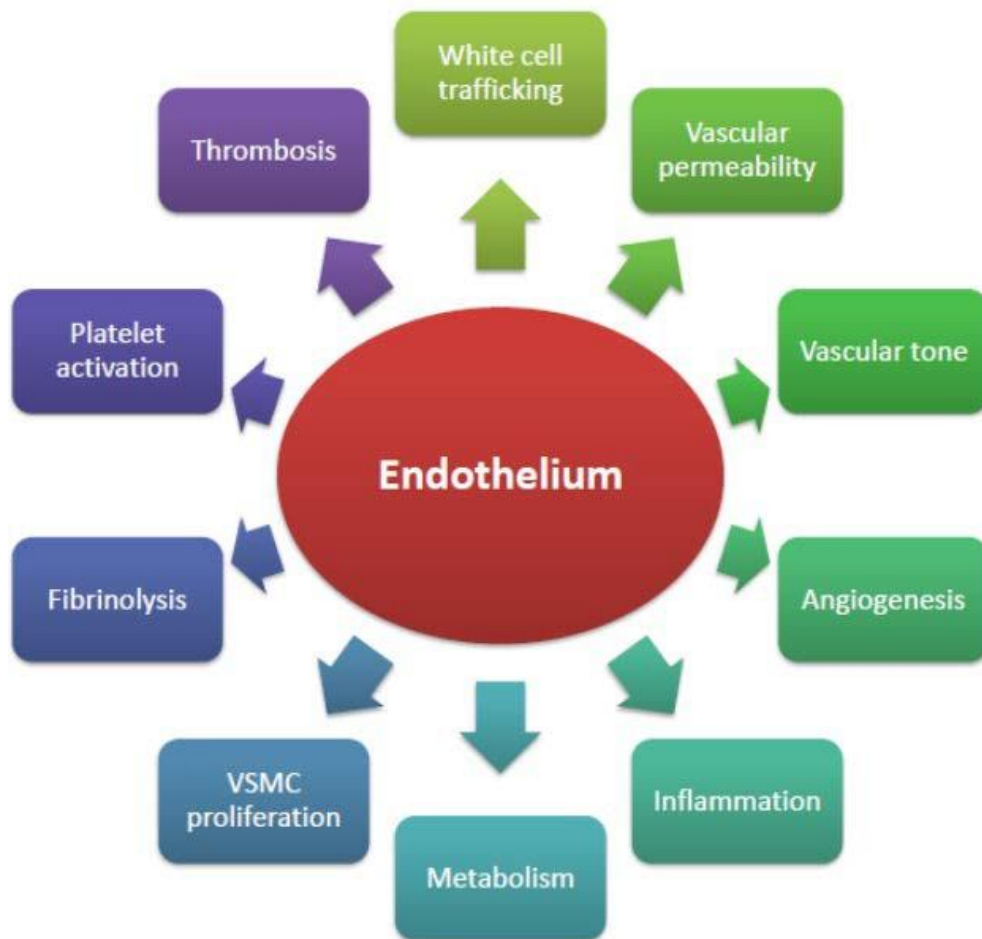 White cell
trafficking
Vascular
permeability
Vascular tone
Angiogenesis
Inflammation
Metabolism
VSMC
proliferation
Fibrinolysis
Platelet
activation
Thrombosis
Endothelium